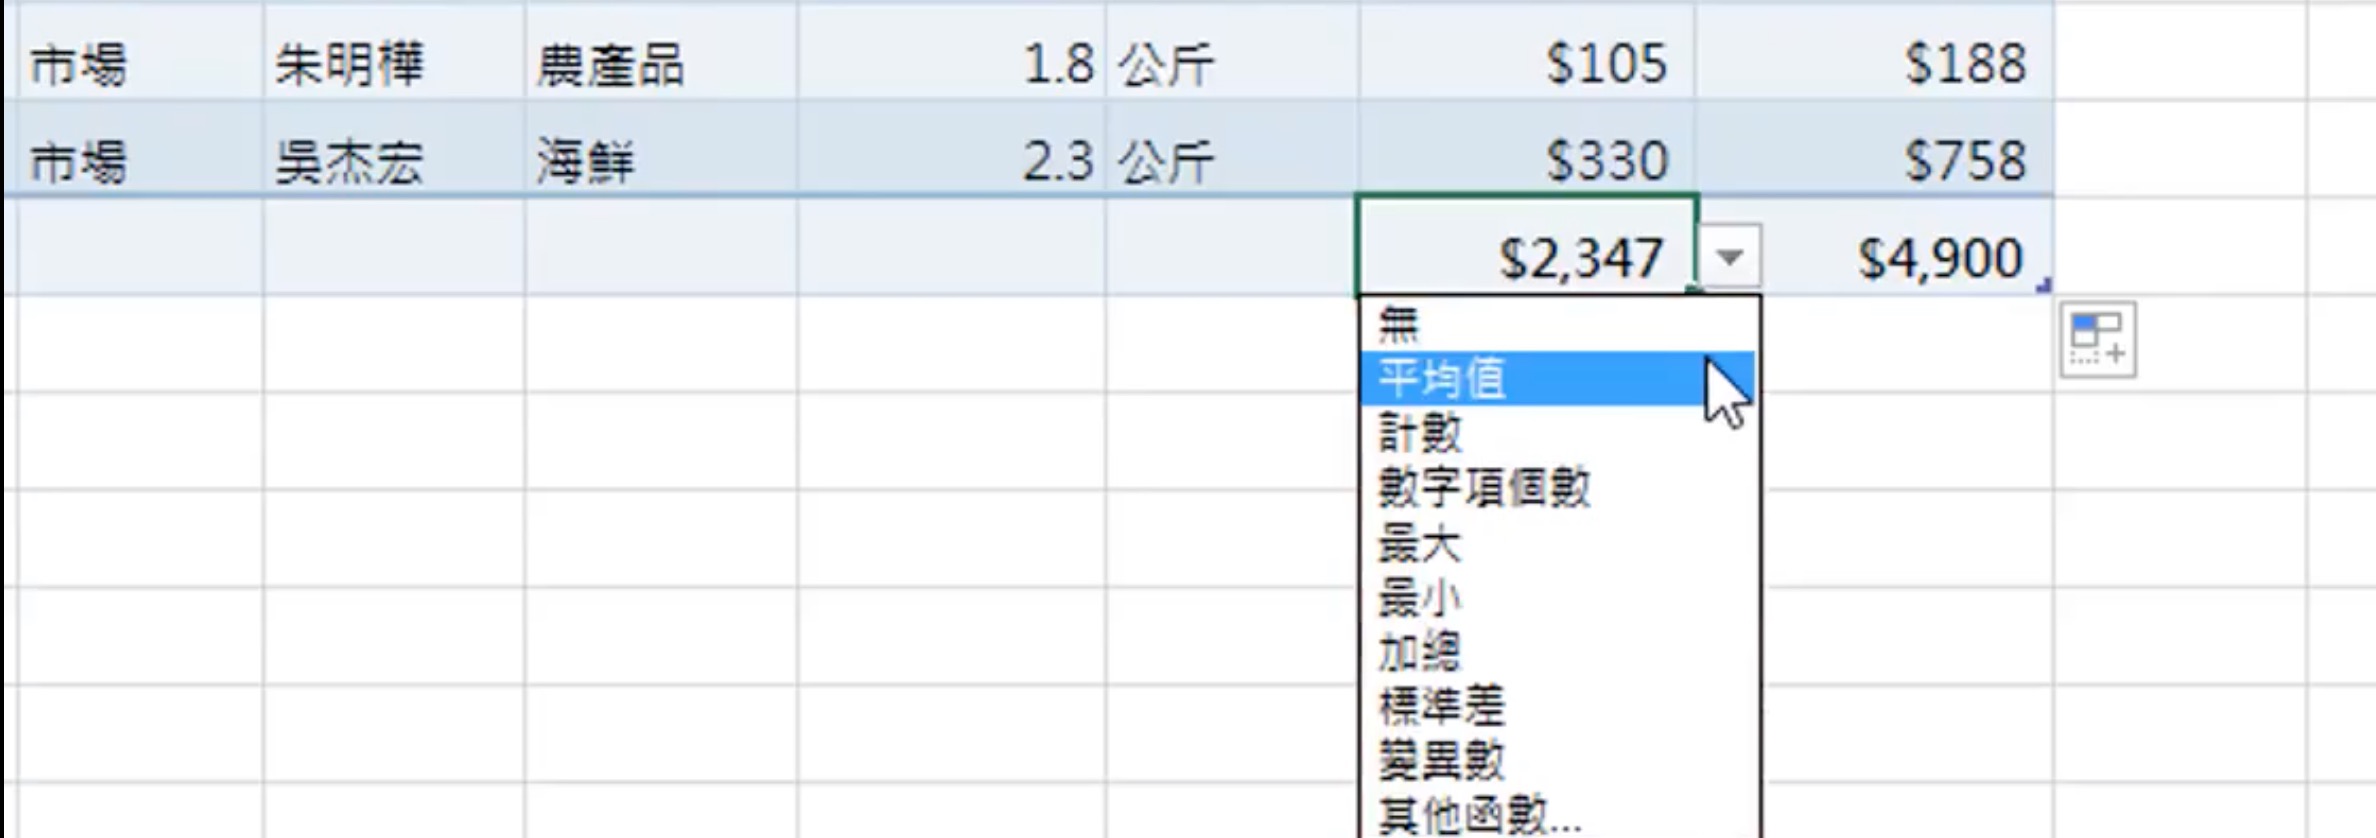 市場 朱明樺 農產品 1.8 公斤 $105 $188
市場 吳杰宏 海鮮 2.3 公斤 $330 $758
$2,347 $4,900
無
平均值
計數
數字項個數
最大
最小
加總
標準差
變異數
其他函數...